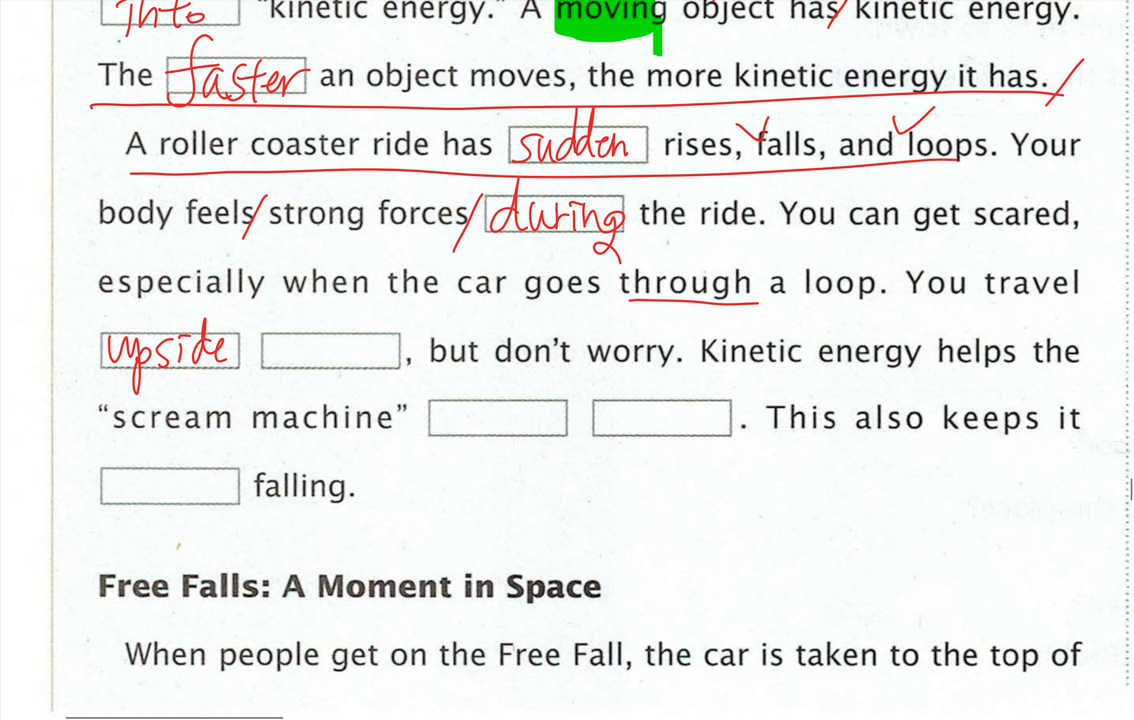 into "kinetic energy." A moving object has kinetic energy.
The faster an object moves, the more kinetic energy it has.
A roller coaster ride has sudden rises, falls, and loops. Your
body feels strong forces during the ride. You can get scared,
especially when the car goes through a loop. You travel
upside , but don't worry. Kinetic energy helps the
“scream machine” . This also keeps it
falling.
Free Falls: A Moment in Space
When people get on the Free Fall, the car is taken to the top of